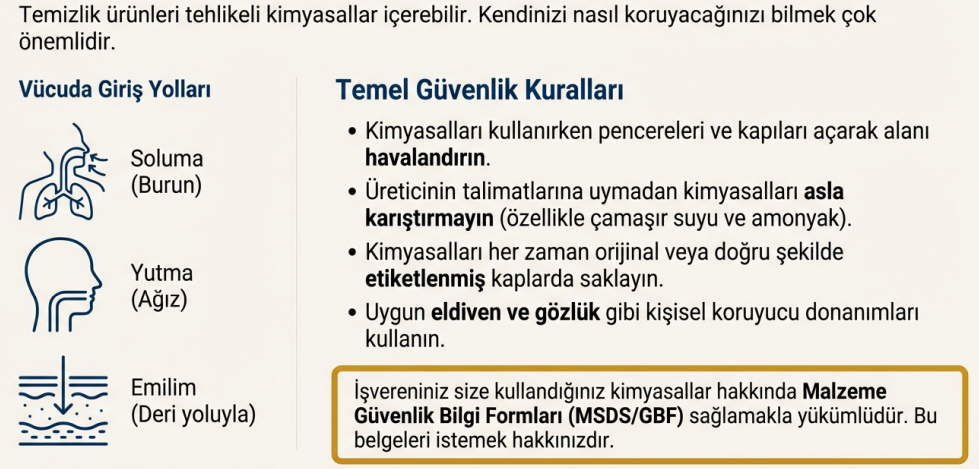 Temizlik ürünleri tehlikeli kimyasallar içerebilir. Kendinizi nasıl koruyacağınızı bilmek çok
önemlidir.
Vücuda Giriş Yolları
Soluma
(Burun)
Yutma
(Ağız)
Emilim
(Deri yoluyla)
Temel Güvenlik Kuralları
• Kimyasalları kullanırken pencereleri ve kapıları açarak alanı
havalandırın.
• Üreticinin talimatlarına uymadan kimyasalları asla
karıştırmayın (özellikle çamaşır suyu ve amonyak).
• Kimyasalları her zaman orijinal veya doğru şekilde
etiketlenmiş kaplarda saklayın.
• Uygun eldiven ve gözlük gibi kişisel koruyucu donanımları
kullanın.
İşvereniniz size kullandığınız kimyasallar hakkında Malzeme
Güvenlik Bilgi Formları (MSDS/GBF) sağlamakla yükümlüdür. Bu
belgeleri istemek hakkınızdır.